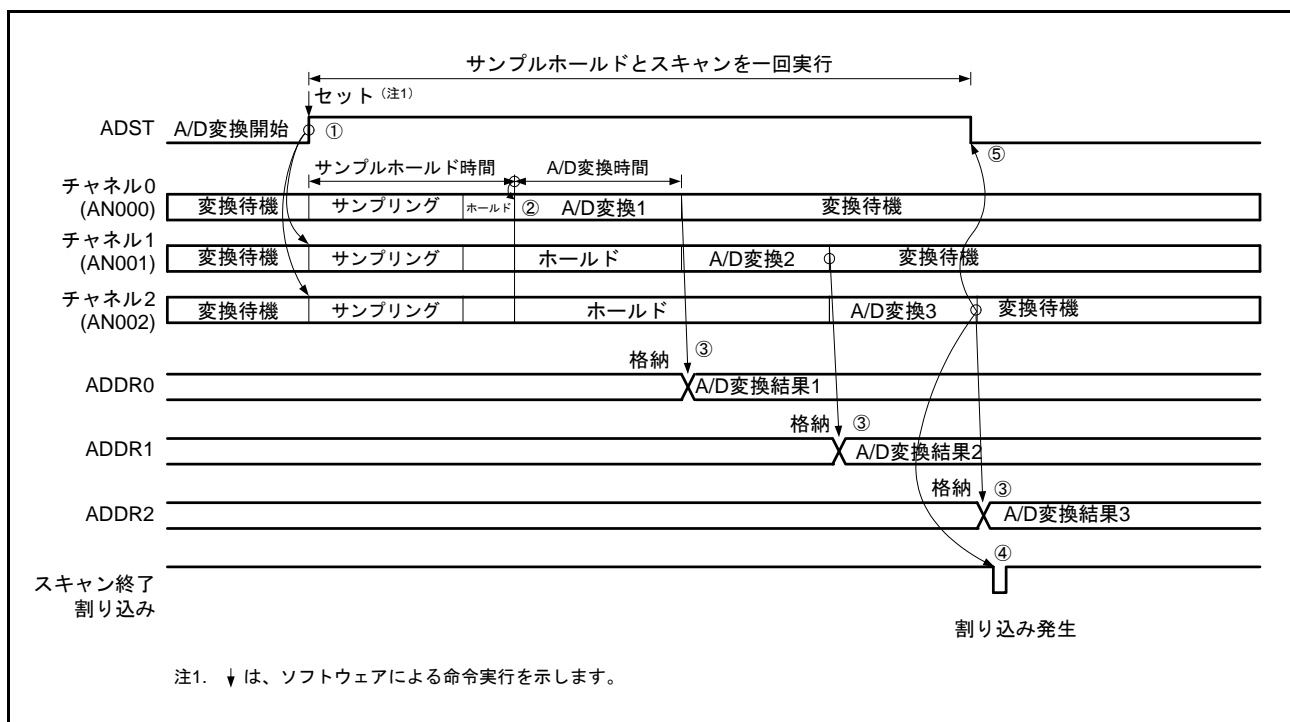 サンプルホールドとスキャンを一回実行
セット(注1)
ADST
A/D変換開始
①
⑤
サンプルホールド時間
A/D変換時間
チャネル0
(AN000)
変換待機
サンプリング
ホールド
②
A/D変換1
変換待機
チャネル1
(AN001)
変換待機
サンプリング
ホールド
A/D変換2
変換待機
チャネル2
(AN002)
変換待機
サンプリング
ホールド
A/D変換3
変換待機
格納
③
ADDR0
A/D変換結果1
格納
③
ADDR1
A/D変換結果2
格納
③
ADDR2
A/D変換結果3
④
スキャン終了
割り込み
割り込み発生
注1. ↓は、ソフトウェアによる命令実行を示します。